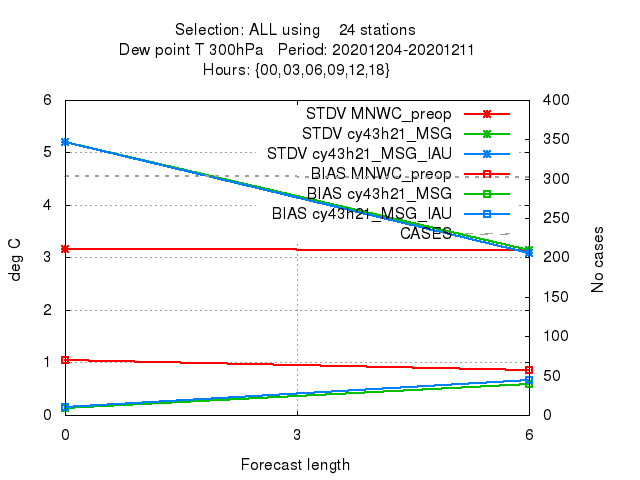 Selection: ALL using    24 stations
Dew point T 300hPa   Period: 20201204-20201211
Hours: {00,03,06,09,12,18}
6 400
STDV MNWC_preop
STDV cy43h21_MSG
350
5
STDV cy43h21_MSG_IAU
BIAS MNWC_preop
300
BIAS cy43h21_MSG
4
BIAS cy43h21_MSG_IAU
250
CASES
deg C
3 200
No cases
150
2
100
1
50
0 0
0 3 6
Forecast length